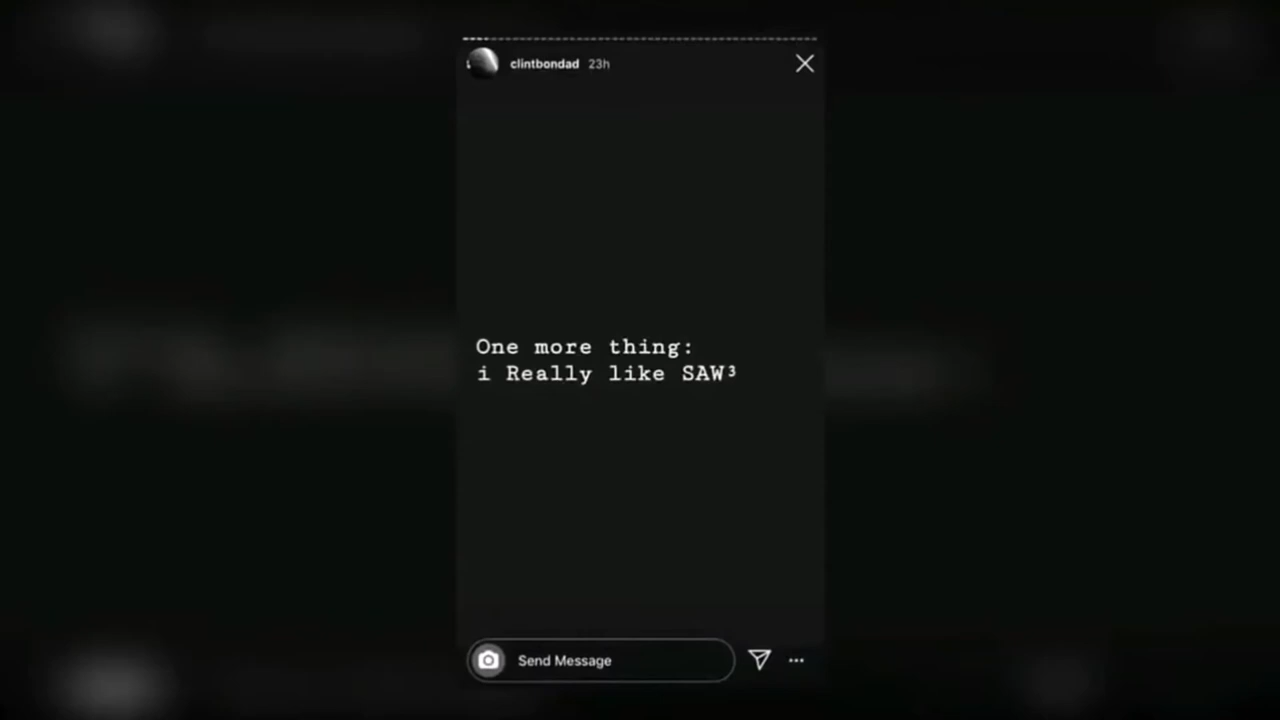 clintbondad 23h
One more thing:
i Really like SAW³
Send Message